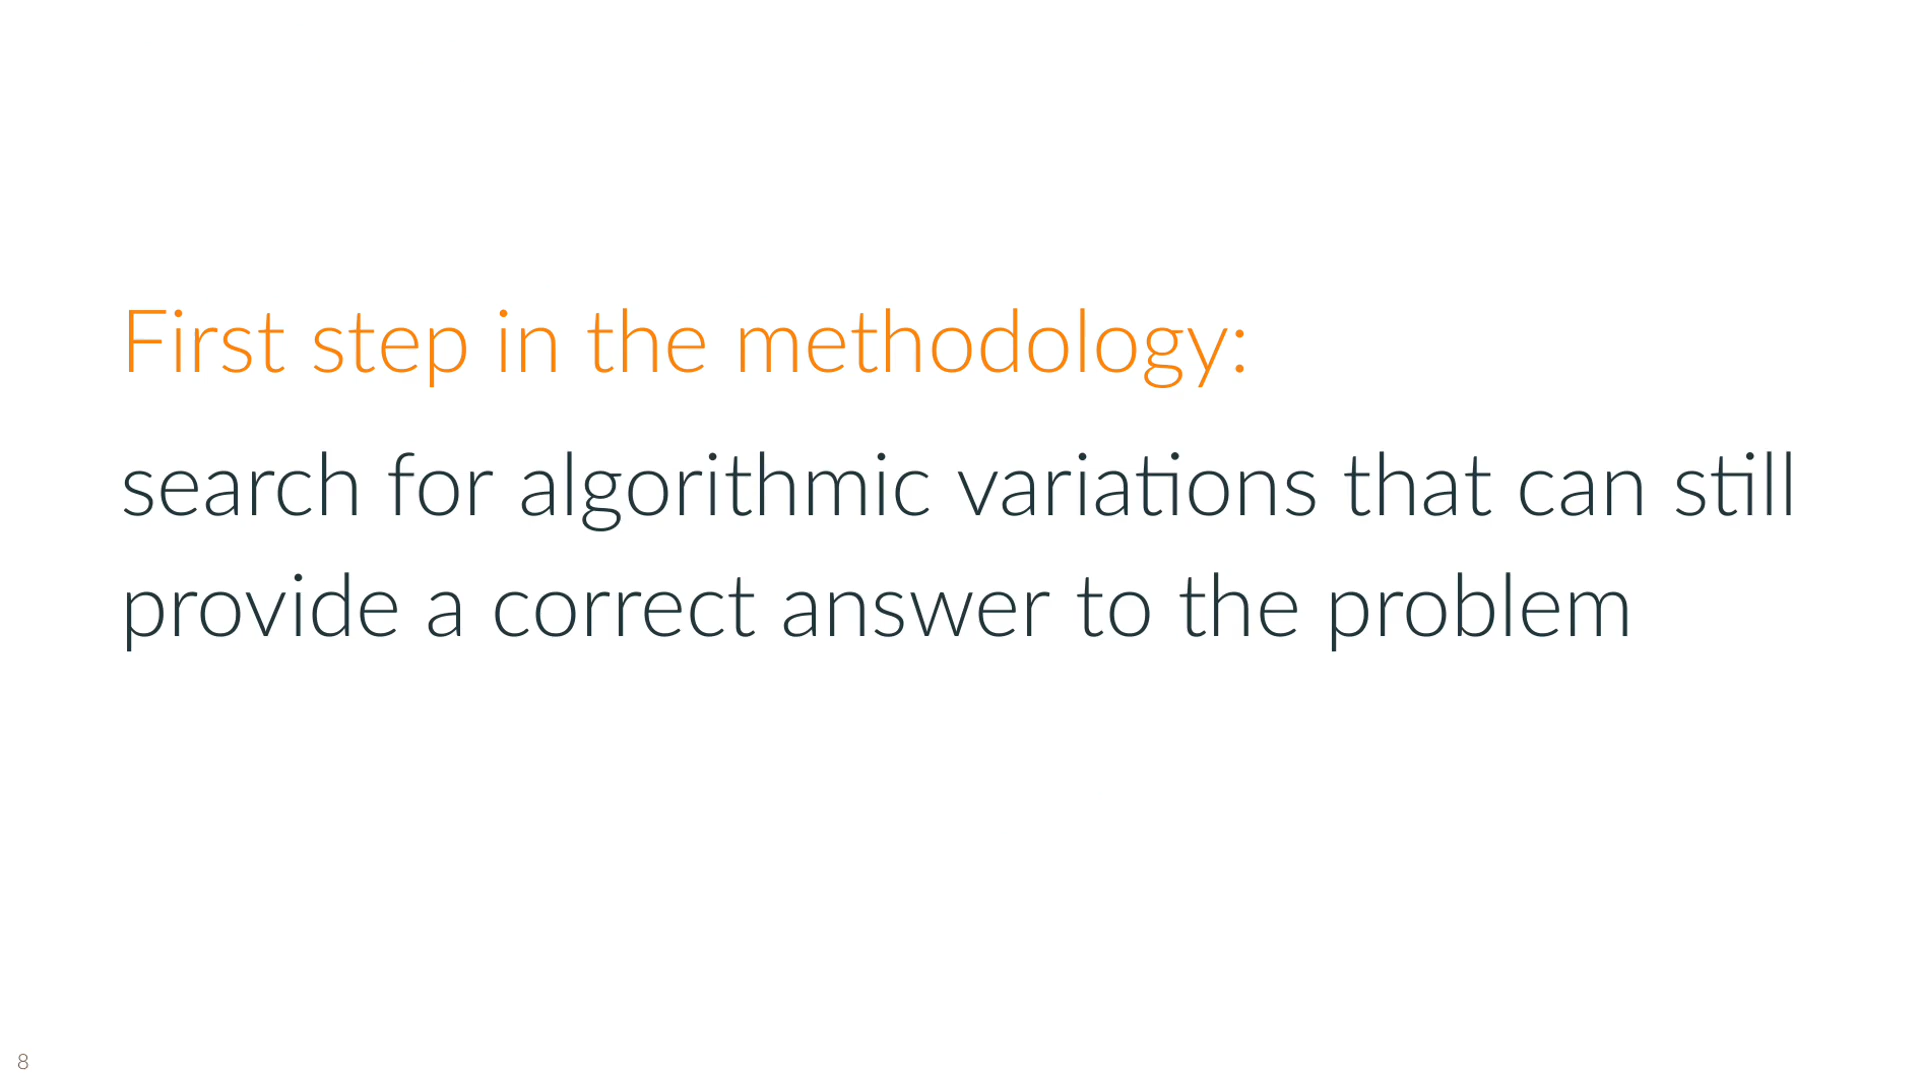 First step in the methodology:
search for algorithmic variations that can still
provide a correct answer to the problem
8